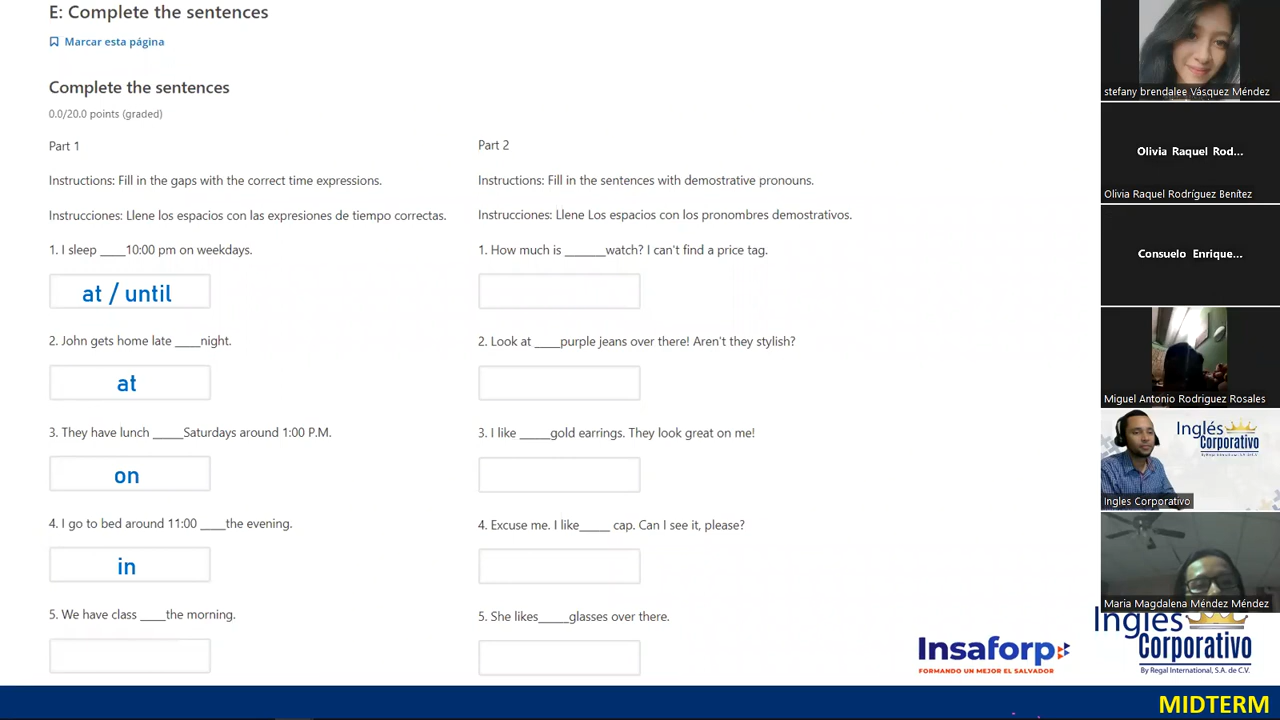 E: Complete the sentences
Marcar esta página
Complete the sentences
0.0/20.0 points (graded)
Part 1
Instructions: Fill in the gaps with the correct time expressions.
Instrucciones: Llene los espacios con las expresiones de tiempo correctas.
1. I sleep ____10:00 pm on weekdays.
at / until
2. John gets home late ____night.
at
3. They have lunch _____Saturdays around 1:00 P.M.
on
4. I go to bed around 11:00 ____the evening.
in
5. We have class ____the morning.
Part 2
Instructions: Fill in the sentences with demostrative pronouns.
Instrucciones: Llene Los espacios con los pronombres demostrativos.
1. How much is _______watch? I can't find a price tag.
2. Look at ____purple jeans over there! Aren't they stylish?
3. I like _____gold earrings. They look great on me!
4. Excuse me. I like_____ cap. Can I see it, please?
5. She likes_____glasses over there.
stefany brendalee Vásquez Méndez
Olivia Raquel Rod...
Olivia Raquel Rodríguez Benítez
Consuelo Enrique...
Miguel Antonio Rodriguez Rosales
Inglés
Corporativo
By Regal International, S.A. de C.V.
Ingles Corporativo
Maria Magdalena Méndez Méndez
Insaforp
FORMANDO UN MEJOR EL SALVADOR
Inglés
Corporativo
By Regal International, S.A. de C.V.
MIDTERM